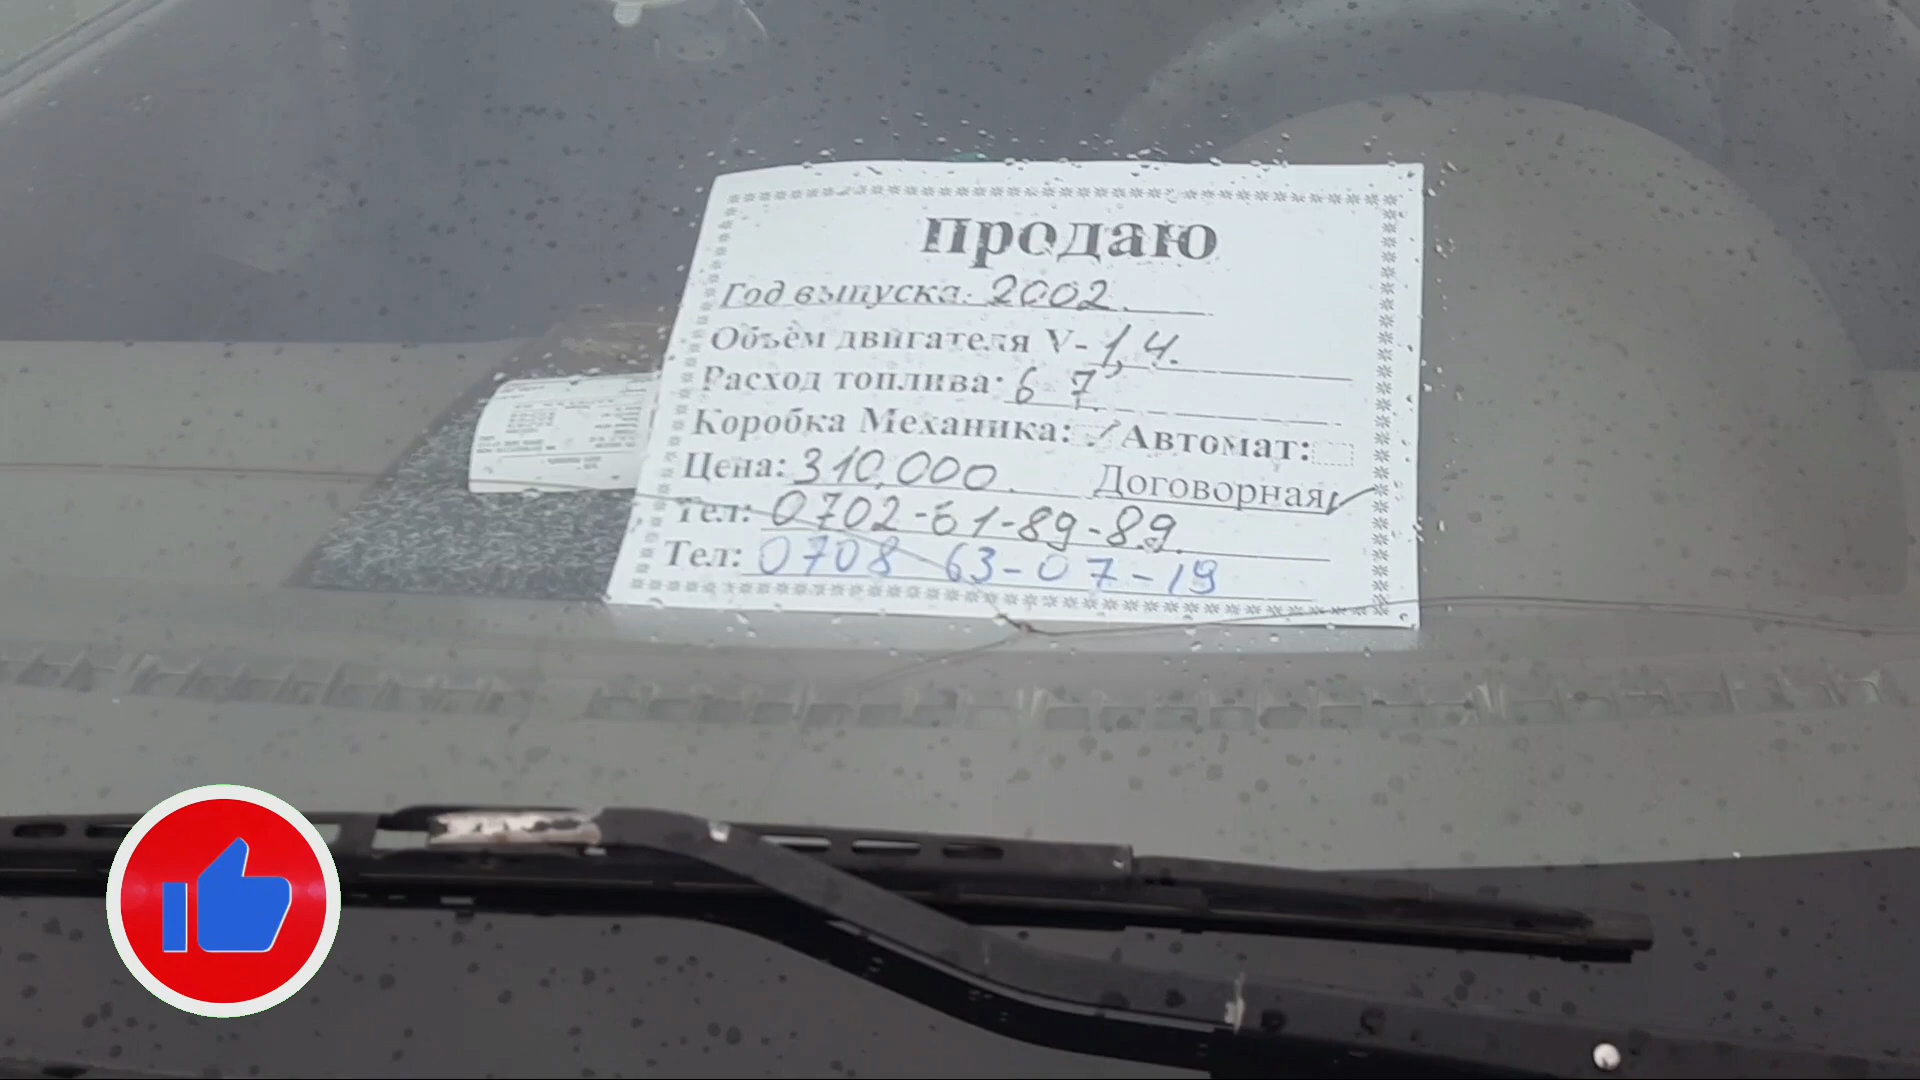 Продаю
Год выпуска: 2002.
Объём двигателя V- 1,4.
Расход топлива: 6 7
Коробка Механика: ✓ Автомат:
Цена: 310,000. Договорная ✓
Тел: 0702-61-89-89.
Тел: 0708 63-07-19